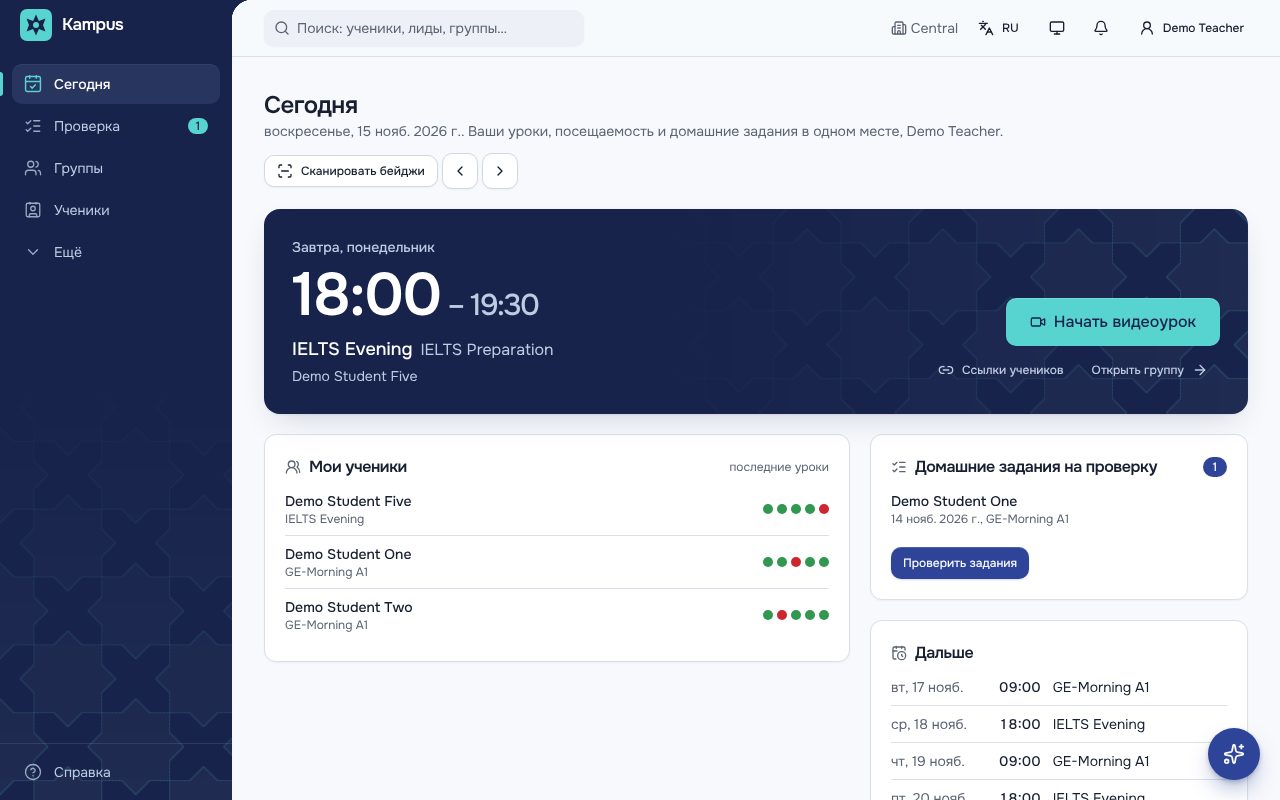 Kampus
Сегодня
Проверка 1
Группы
Ученики
Ещё
Справка
Поиск: ученики, лиды, группы...
Central
RU
Demo Teacher
Сегодня
воскресенье, 15 нояб. 2026 г.. Ваши уроки, посещаемость и домашние задания в одном месте, Demo Teacher.
Сканировать бейджи
Завтра, понедельник
18:00 – 19:30
IELTS Evening IELTS Preparation
Demo Student Five
Начать видеоурок
Ссылки учеников
Открыть группу
Мои ученики
последние уроки
Demo Student Five
IELTS Evening
Demo Student One
GE-Morning A1
Demo Student Two
GE-Morning A1
Домашние задания на проверку 1
Demo Student One
14 нояб. 2026 г., GE-Morning A1
Проверить задания
Дальше
вт, 17 нояб. 09:00 GE-Morning A1
ср, 18 нояб. 18:00 IELTS Evening
чт, 19 нояб. 09:00 GE-Morning A1
пт, 20 нояб. 18:00 IELTS Evening